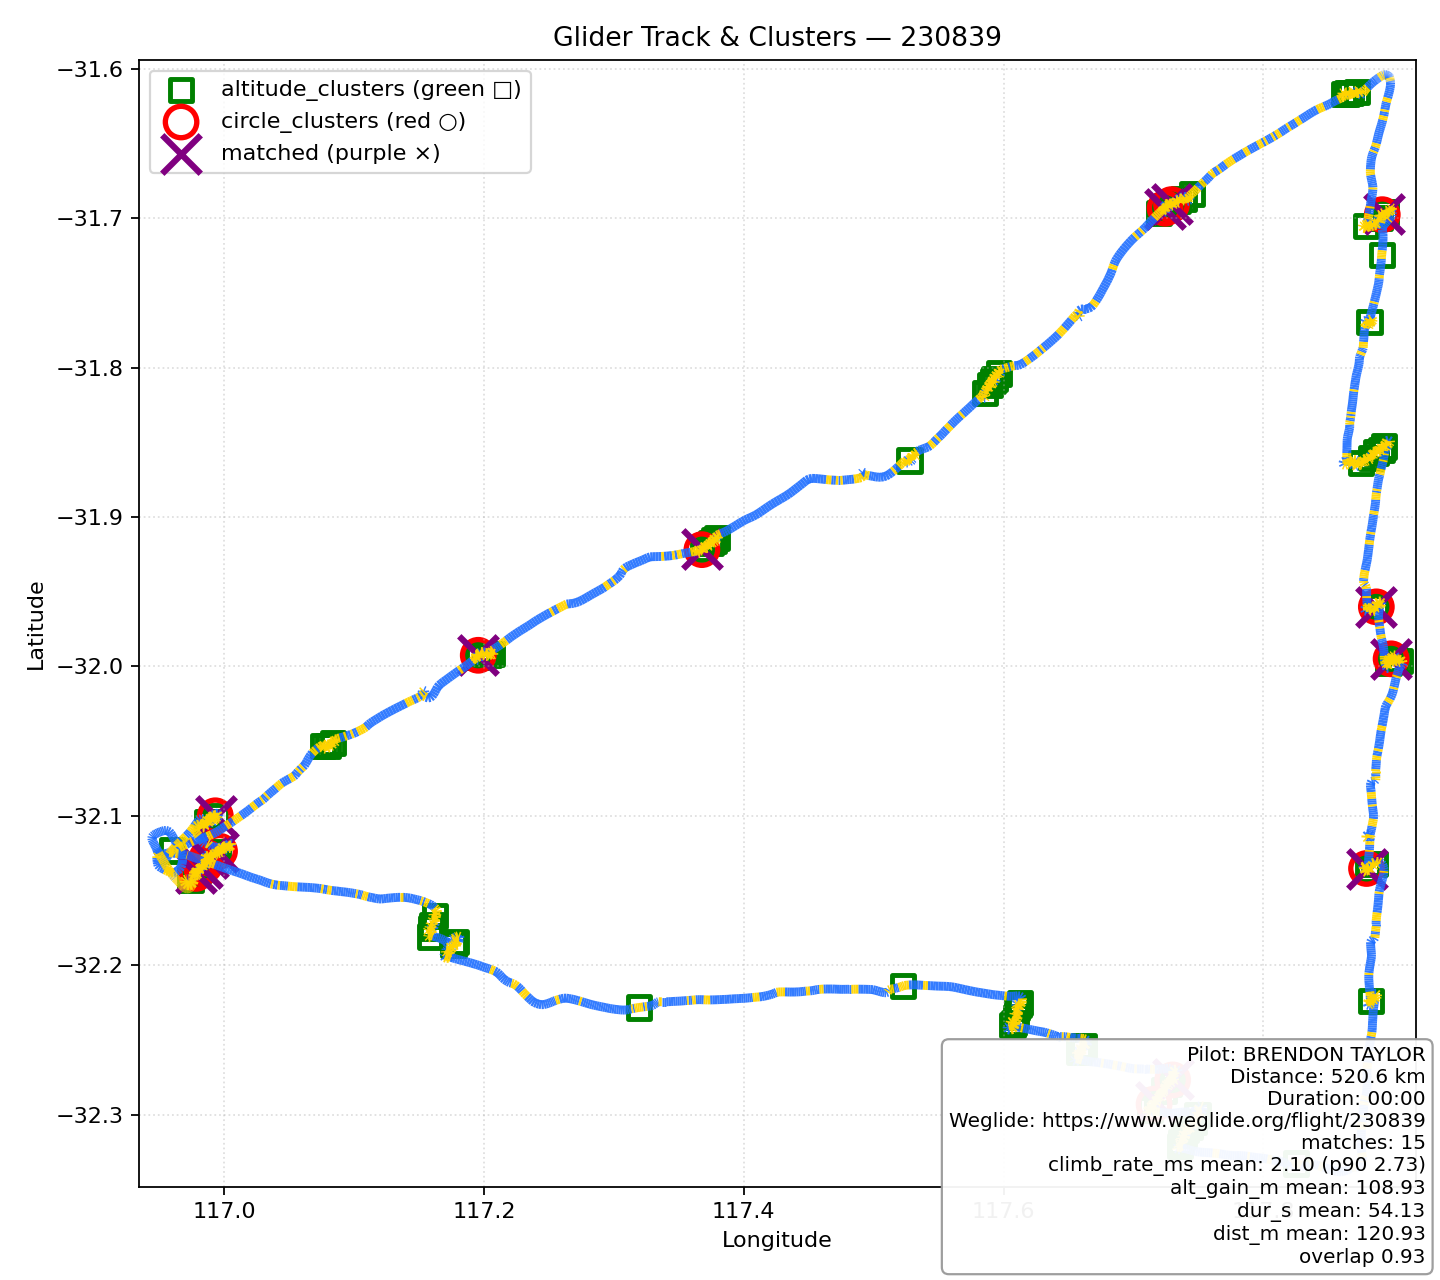 Glider Track & Clusters — 230839
altitude_clusters (green □)
circle_clusters (red ○)
matched (purple ×)
−31.6
−31.7
−31.8
−31.9
−32.0
−32.1
−32.2
−32.3
Latitude
117.0
117.2
117.4
117.6
Longitude
Pilot: BRENDON TAYLOR
Distance: 520.6 km
Duration: 00:00
Weglide: https://www.weglide.org/flight/230839
matches: 15
climb_rate_ms mean: 2.10 (p90 2.73)
alt_gain_m mean: 108.93
dur_s mean: 54.13
dist_m mean: 120.93
overlap 0.93